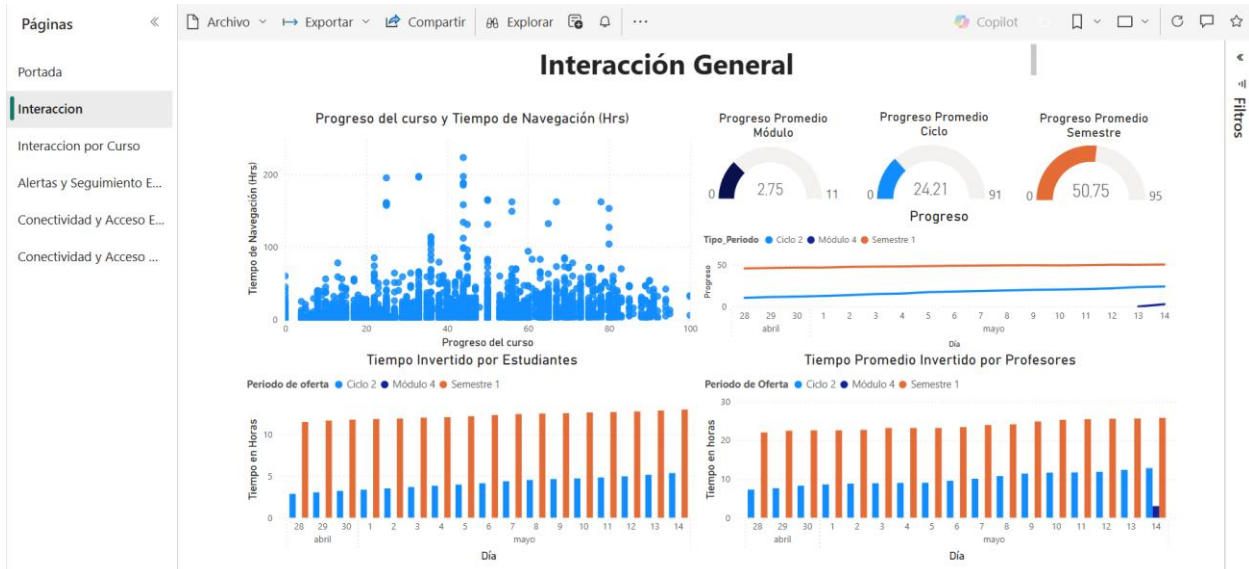 Páginas
Archivo
Exportar
Compartir
Explorar
...
Copilot
Portada
Interaccion
Interaccion por Curso
Alertas y Seguimiento E...
Conectividad y Acceso E...
Conectividad y Acceso ...
Filtros
Interacción General
Progreso del curso y Tiempo de Navegación (Hrs)
Tiempo de Navegación (Hrs)
200
100
0
0 20 40 60 80 100
Progreso del curso
Progreso Promedio
Módulo
0 2.75 11
Progreso Promedio
Ciclo
0 24.21 91
Progreso Promedio
Semestre
0 50.75 95
Progreso
Tipo_Periodo Ciclo 2 Módulo 4 Semestre 1
Progreso
50
0
28 29 30 1 2 3 4 5 6 7 8 9 10 11 12 13 14
abril mayo
Día
Tiempo Invertido por Estudiantes
Periodo de oferta Ciclo 2 Módulo 4 Semestre 1
Tiempo en Horas
10
5
0
28 29 30 1 2 3 4 5 6 7 8 9 10 11 12 13 14
abril mayo
Día
Tiempo Promedio Invertido por Profesores
Periodo de Oferta Ciclo 2 Módulo 4 Semestre 1
Tiempo en horas
30
20
10
0
28 29 30 1 2 3 4 5 6 7 8 9 10 11 12 13 14
abril mayo
Día